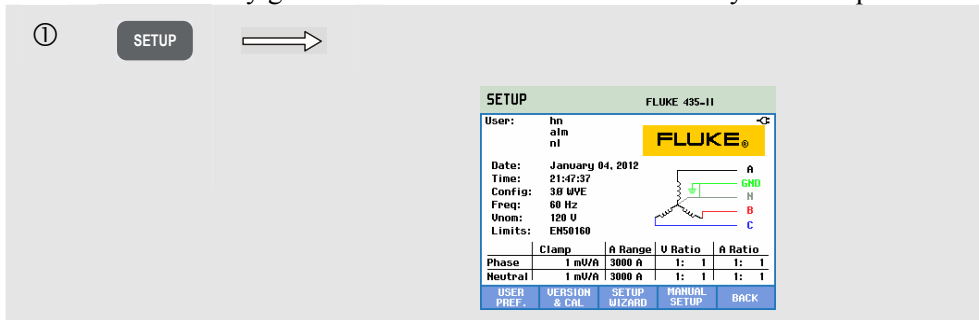 ①
SETUP
SETUP FLUKE 435-II
User: hn
alm
nl
FLUKE®
Date: January 04, 2012
Time: 21:47:37
Config: 3Ø WYE
Freq: 60 Hz
Vnom: 120 V
Limits: EN50160
A
GND
N
B
C
Clamp A Range V Ratio A Ratio
Phase 1 mV/A 3000 A 1: 1 1: 1
Neutral 1 mV/A 3000 A 1: 1 1: 1
USER PREF. VERSION & CAL SETUP WIZARD MANUAL SETUP BACK